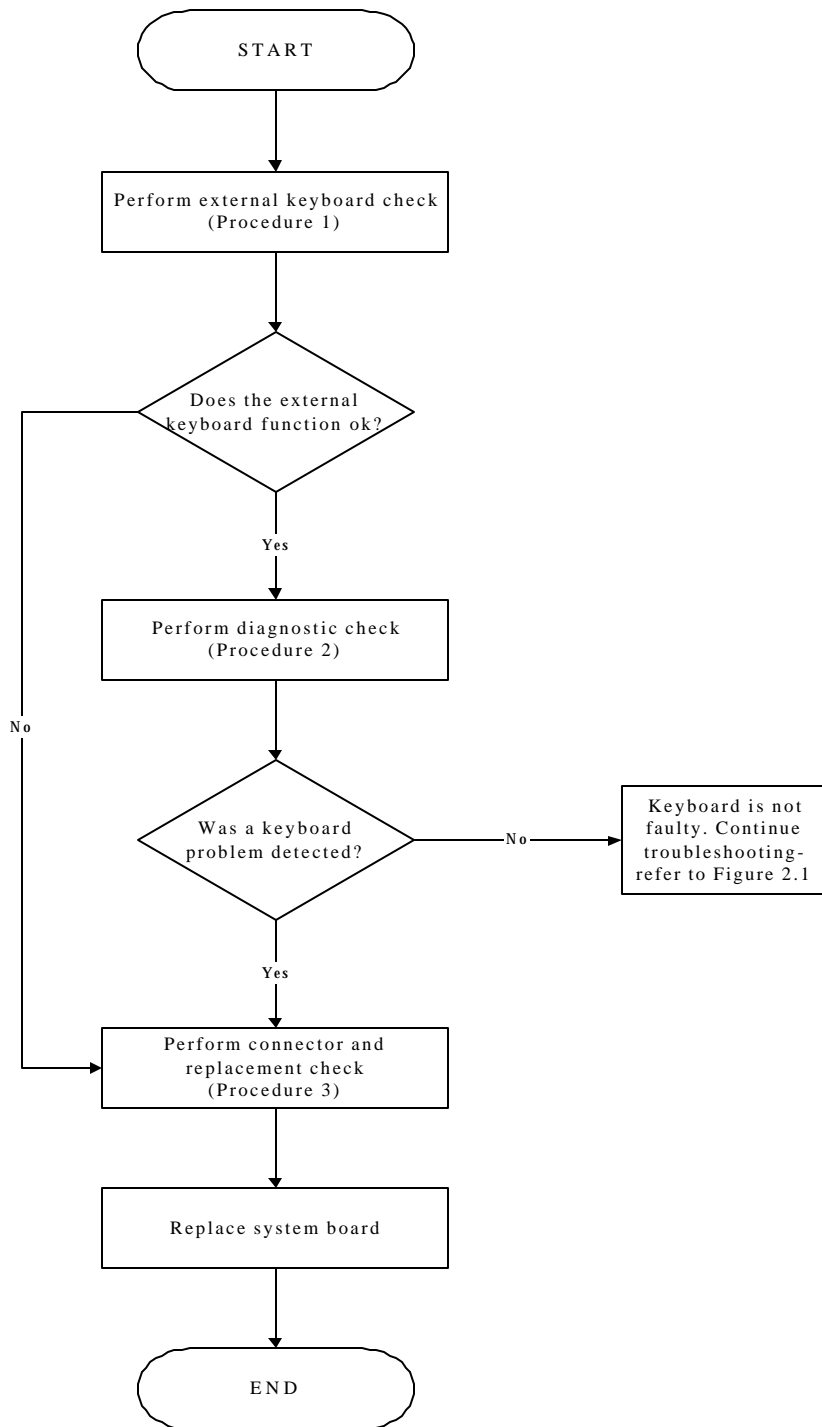 START
Perform external keyboard check
(Procedure 1)
Does the external
keyboard function ok?
Yes
Perform diagnostic check
(Procedure 2)
No
Was a keyboard
problem detected?
No
Keyboard is not
faulty. Continue
troubleshooting-
refer to Figure 2.1
Yes
Perform connector and
replacement check
(Procedure 3)
Replace system board
END